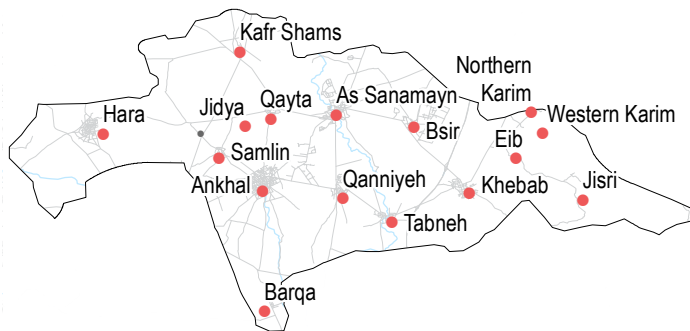 Kafr Shams
Northern
Karim
Hara
Jidya
Qayta
As Sanamayn
Western Karim
Bsir
Eib
Samlin
Ankhal
Qanniyeh
Khebab
Jisri
Tabneh
Barqa